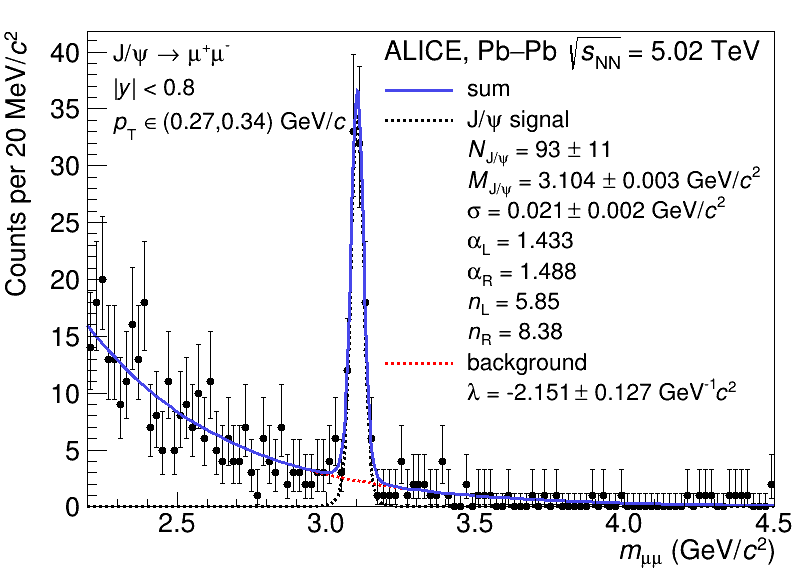 J/ψ → μ⁺μ⁻
|y| < 0.8
p_T ∈ (0.27,0.34) GeV/c
ALICE, Pb–Pb √s_NN = 5.02 TeV
sum
J/ψ signal
N_J/ψ = 93 ± 11
M_J/ψ = 3.104 ± 0.003 GeV/c²
σ = 0.021 ± 0.002 GeV/c²
α_L = 1.433
α_R = 1.488
n_L = 5.85
n_R = 8.38
background
λ = -2.151 ± 0.127 GeV⁻¹c²
Counts per 20 MeV/c²
40
35
30
25
20
15
10
5
0
2.5 3.0 3.5 4.0 4.5
m_μμ (GeV/c²)